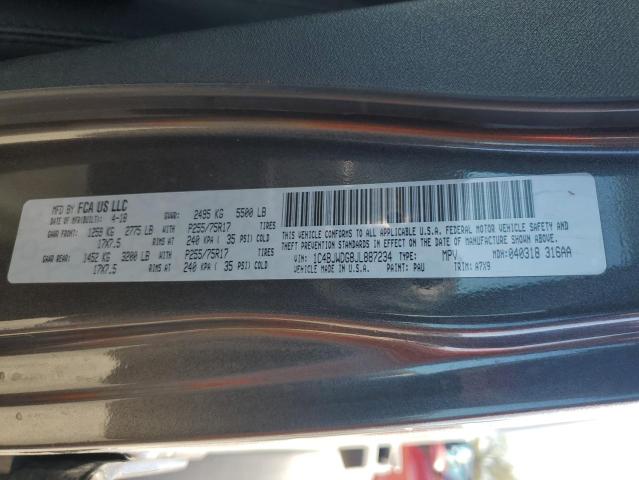 MFD BY FCA US LLC
DATE OF MFR(BUILT): 4-18 GVWR: 2495 KG 5500 LB
GAWR FRONT: 1259 KG 2775 LB WITH P255/75R17 TIRES
17X7.5 RIMS AT 240 KPA ( 35 PSI) COLD
GAWR REAR: 1452 KG 3200 LB WITH P255/75R17 TIRES
17X7.5 RIMS AT 240 KPA ( 35 PSI) COLD
THIS VEHICLE CONFORMS TO ALL APPLICABLE U.S.A. FEDERAL MOTOR VEHICLE SAFETY AND
THEFT PREVENTION STANDARDS IN EFFECT ON THE DATE OF MANUFACTURE SHOWN ABOVE.
VIN: 1C4BJWDG8JL887234 TYPE: MPV MDH: 040318 316AA
VEHICLE MADE IN U.S.A. PAINT: PAU TRIM: A7X9